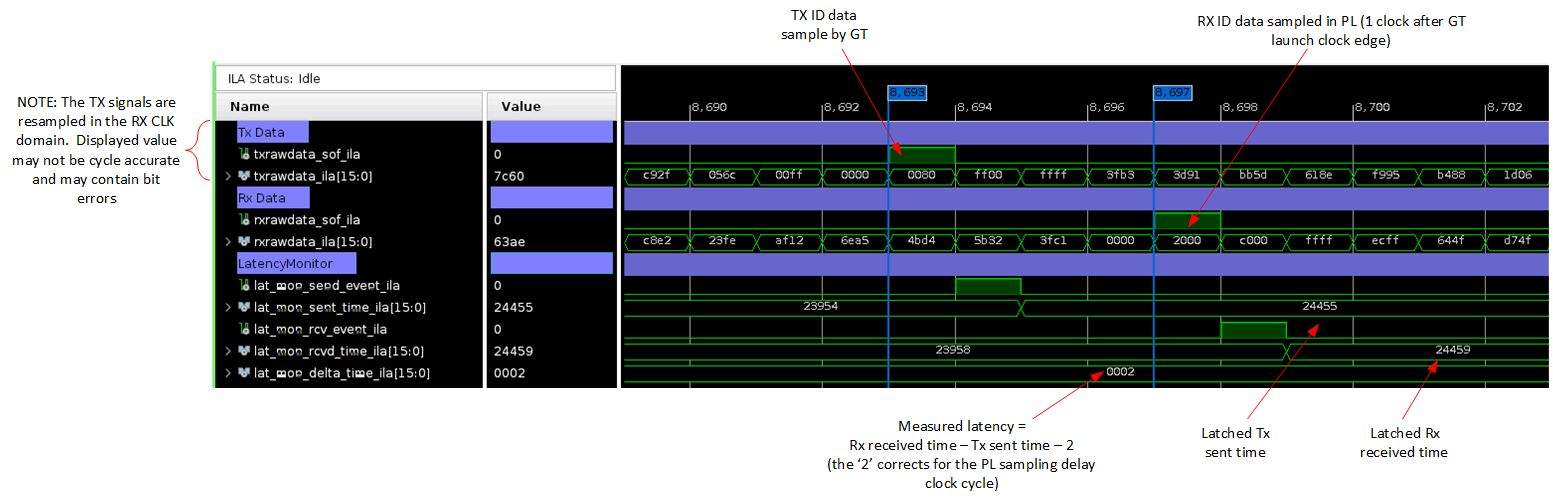 TX ID data
sample by GT
RX ID data sampled in PL (1 clock after GT
launch clock edge)
NOTE: The TX signals are
resampled in the RX CLK
domain. Displayed value
may not be cycle accurate
and may contain bit
errors
ILA Status: Idle
Name Value
8,693 8,697
8,690 8,692 8,694 8,696 8,698 8,700 8,702
Tx Data
txrawdata_sof_ila 0
txrawdata_ila[15:0] 7c60 c92f 056c 00ff 0000 0080 ff00 ffff 3fb3 3d91 bb5d 618e f995 b488 1d06
Rx Data
rxrawdata_sof_ila 0
rxrawdata_ila[15:0] 63ae c8e2 23fe af12 6ea5 4bd4 5b32 3fc1 0000 2000 c000 ffff ecff 644f d74f
LatencyMonitor
lat_mon_send_event_ila 0
lat_mon_sent_time_ila[15:0] 24455 23954 24455
lat_mon_rcv_event_ila 0
lat_mon_rcvd_time_ila[15:0] 24459 23958 24459
lat_mon_delta_time_ila[15:0] 0002 0002
Measured latency =
Rx received time – Tx sent time – 2
(the ‘2’ corrects for the PL sampling delay
clock cycle)
Latched Tx
sent time
Latched Rx
received time